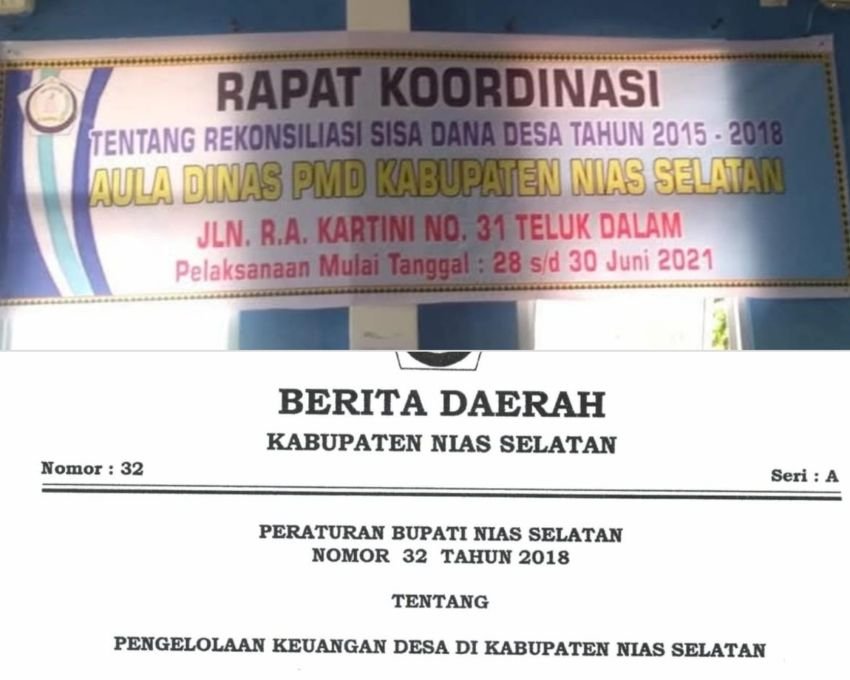 RAPAT KOORDINASI
TENTANG REKONSILIASI SISA DANA DESA TAHUN 2015 - 2018
AULA DINAS PMD KABUPATEN NIAS SELATAN
JLN. R.A. KARTINI NO. 31 TELUK DALAM
Pelaksanaan Mulai Tanggal : 28 s/d 30 Juni 2021
BERITA DAERAH
KABUPATEN NIAS SELATAN
Nomor : 32
Seri : A
PERATURAN BUPATI NIAS SELATAN
NOMOR 32 TAHUN 2018
TENTANG
PENGELOLAAN KEUANGAN DESA DI KABUPATEN NIAS SELATAN